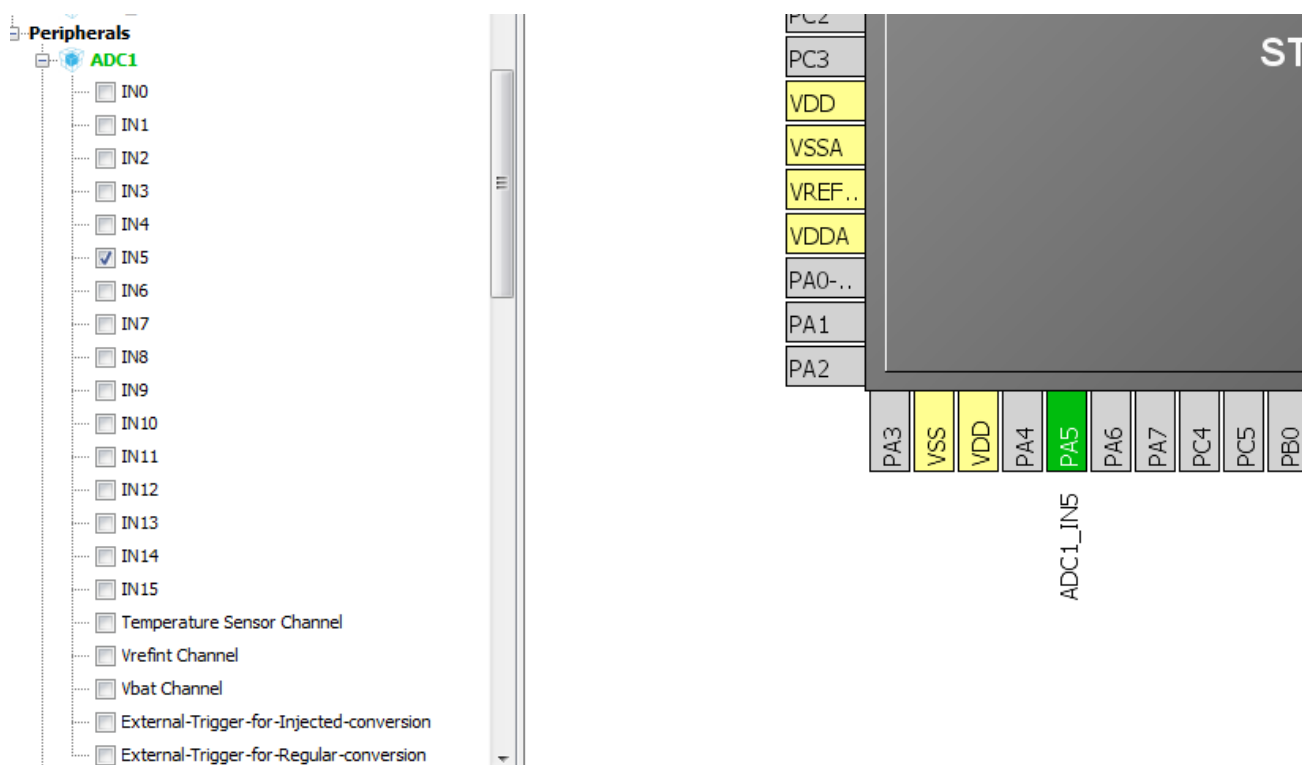 Peripherals
ADC1
IN0
IN1
IN2
IN3
IN4
IN5
IN6
IN7
IN8
IN9
IN10
IN11
IN12
IN13
IN14
IN15
Temperature Sensor Channel
Vrefint Channel
Vbat Channel
External-Trigger-for-Injected-conversion
External-Trigger-for-Regular-conversion
PC2
PC3
VDD
VSSA
VREF..
VDDA
PA0-..
PA1
PA2
ST
PA3
VSS
VDD
PA4
PA5
PA6
PA7
PC4
PC5
PB0
ADC1_IN5